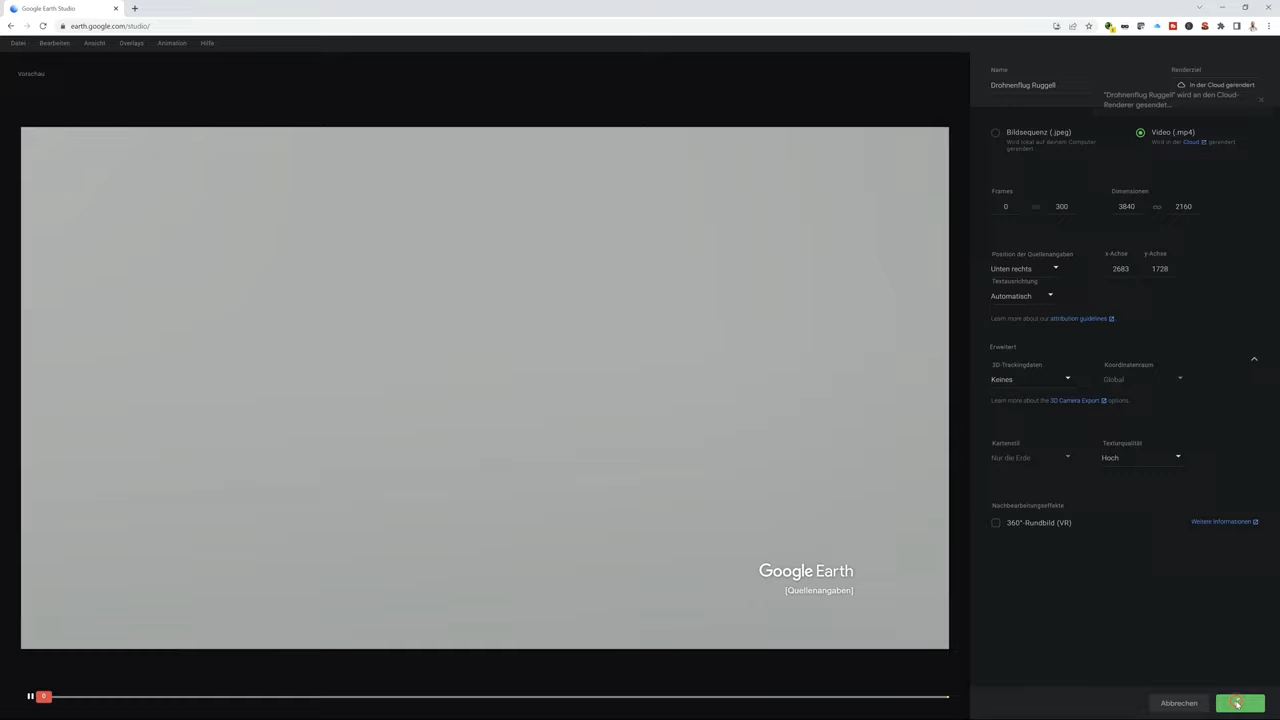 Google Earth Studio
earth.google.com/studio/
Datei Bearbeiten Ansicht Overlays Animation Hilfe
Vorschau
Name
Renderziel
Drohnenflug Ruggell
In der Cloud gerendert
"Drohnenflug Ruggell" wird an den Cloud-
Renderer gesendet...
Bildsequenz (.jpeg)
Video (.mp4)
Wird lokal auf deinem Computer
gerendert
Wird in der Cloud gerendert
Frames
Dimensionen
0 300 3840 2160
Position der Quellenangaben
x-Achse y-Achse
Unten rechts
2683 1728
Textausrichtung
Automatisch
Learn more about our attribution guidelines.
Erweitert
3D-Trackingdaten
Koordinatenraum
Keines
Global
Learn more about the 3D Camera Export options.
Kartenstil
Texturqualität
Nur die Erde
Hoch
Nachbearbeitungseffekte
360°-Rundbild (VR)
Weitere Informationen
Google Earth
[Quellenangaben]
0
Abbrechen